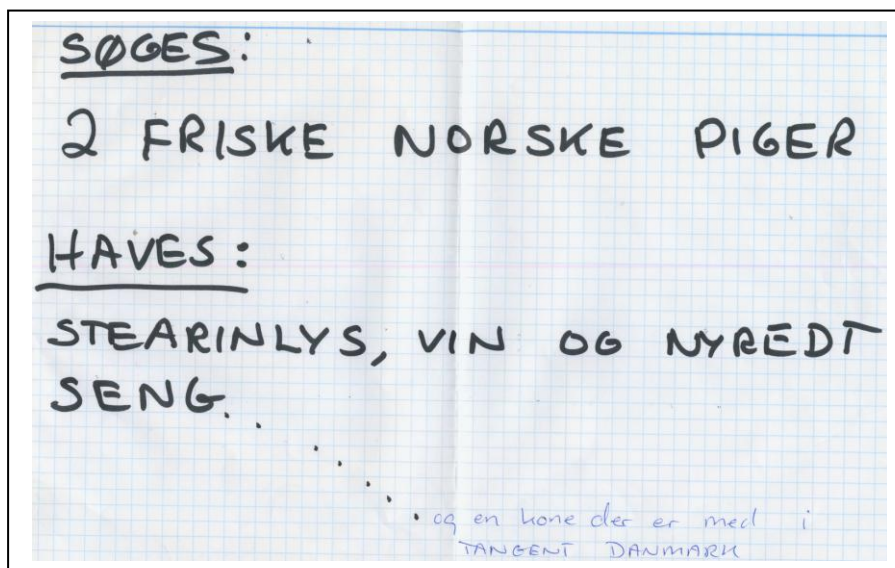 SØGES:
2 FRISKE NORSKE PIGER
HAVES:
STEARINLYS, VIN OG NYREDT
SENG.......
og en kone der er med i
TANGENT DANMARK